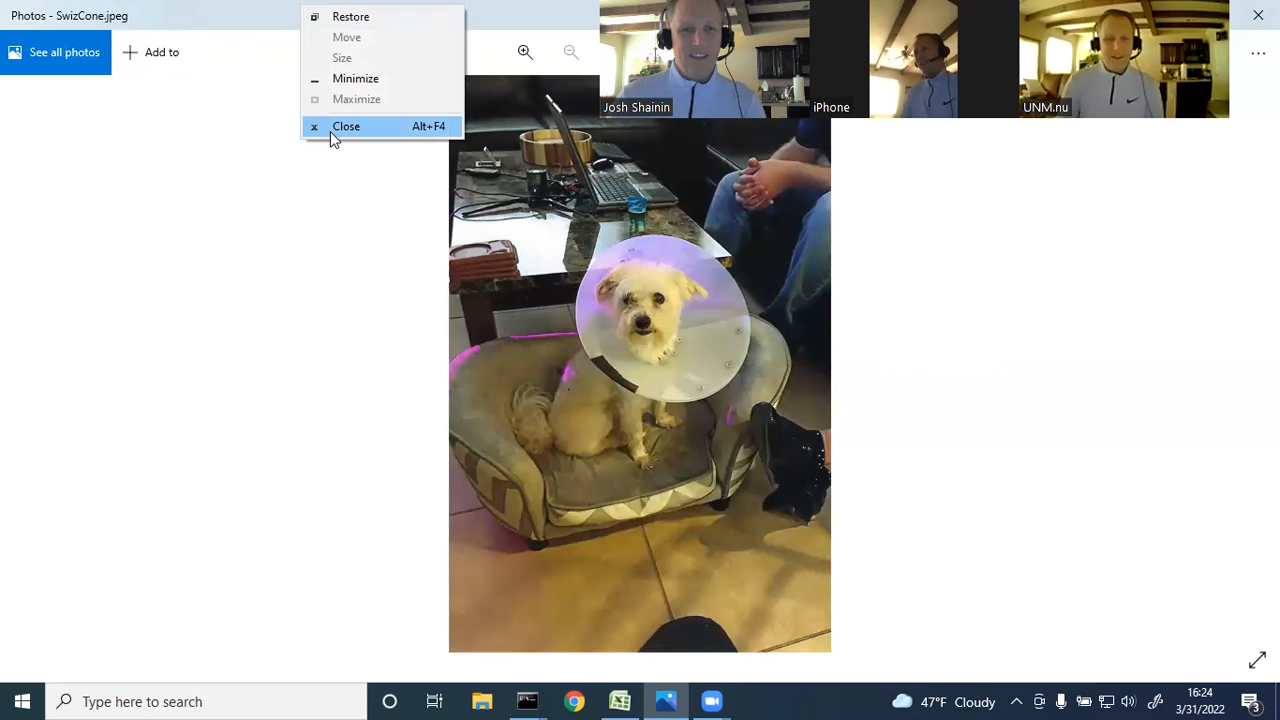 Photos - SwizCone.jpeg
See all photos
Add to
Restore
Move
Size
Minimize
Maximize
x Close Alt+F4
Josh Shainin
iPhone
UNM.nu
Type here to search
47°F Cloudy
16:24
3/31/2022
3